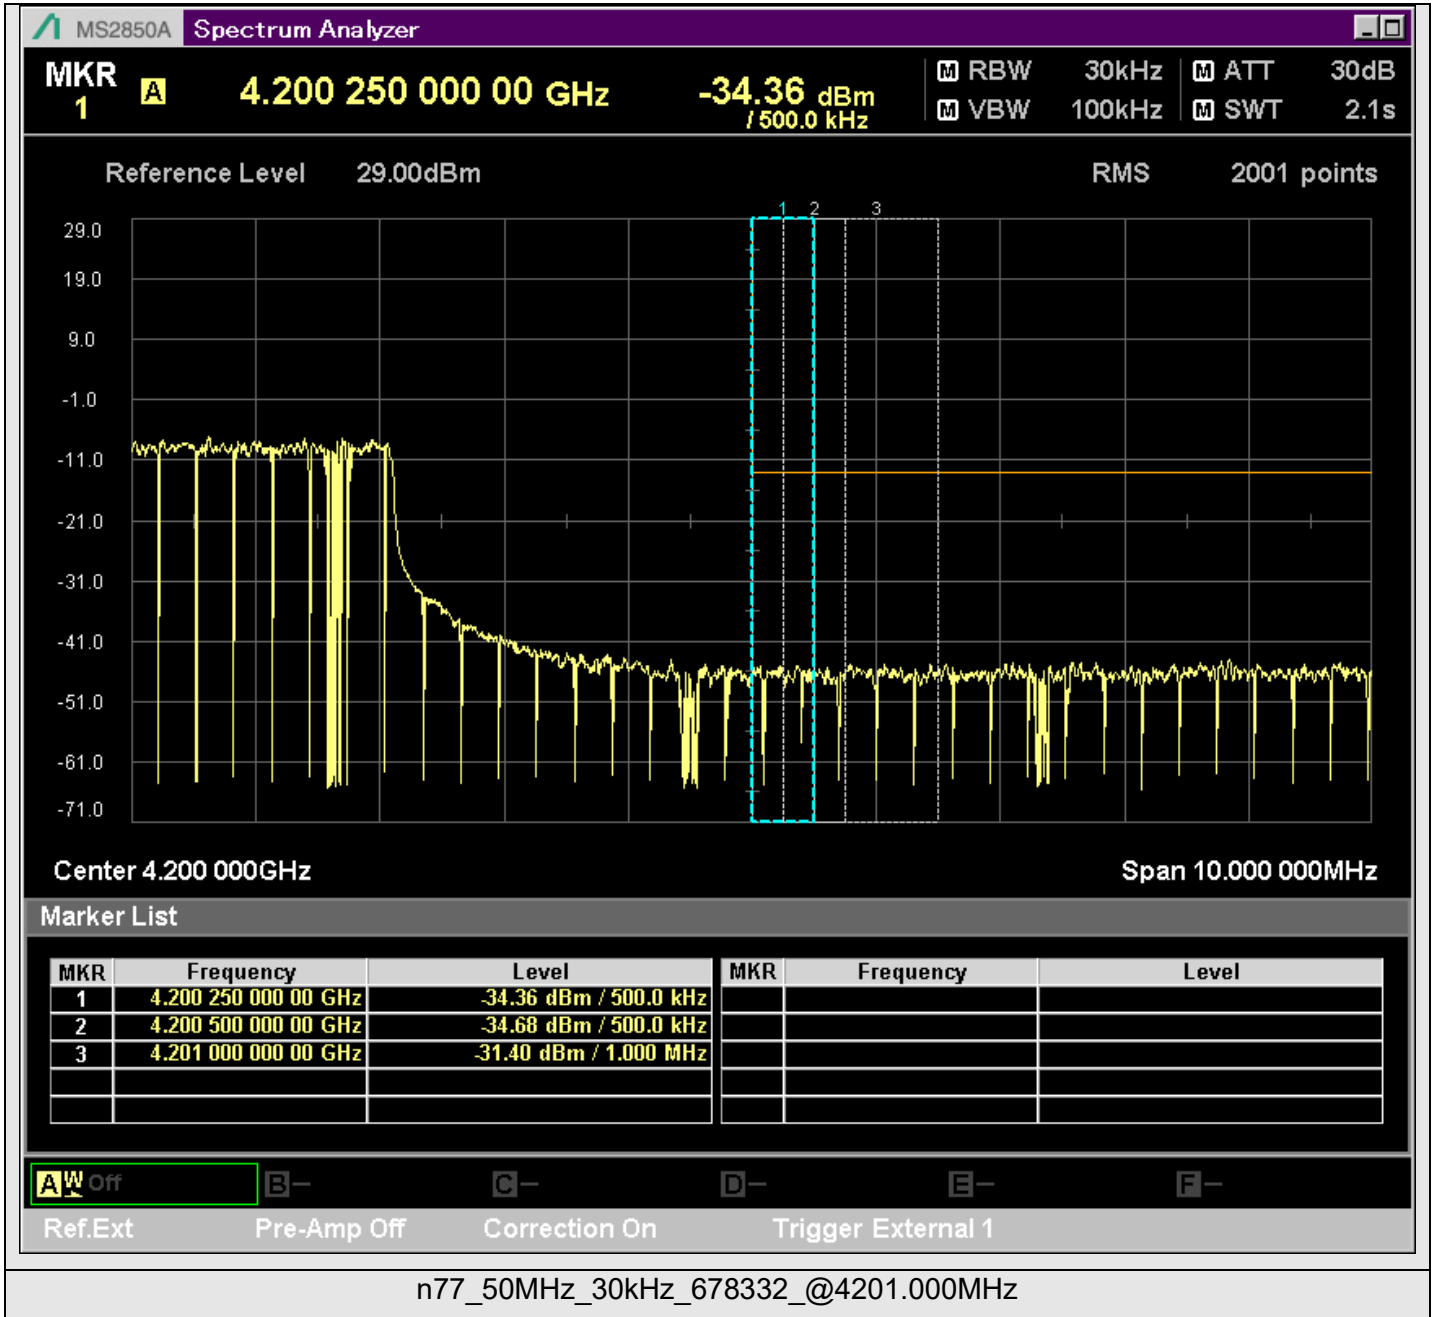 MS2850A Spectrum Analyzer
MKR 1 A 4.200 250 000 00 GHz -34.36 dBm / 500.0 kHz
M RBW 30kHz M ATT 30dB
M VBW 100kHz M SWT 2.1s
Reference Level 29.00dBm RMS 2001 points
1 2 3
29.0
19.0
9.0
-1.0
-11.0
-21.0
-31.0
-41.0
-51.0
-61.0
-71.0
Center 4.200 000GHz Span 10.000 000MHz
Marker List
MKR Frequency Level MKR Frequency Level
1 4.200 250 000 00 GHz -34.36 dBm / 500.0 kHz
2 4.200 500 000 00 GHz -34.68 dBm / 500.0 kHz
3 4.201 000 000 00 GHz -31.40 dBm / 1.000 MHz
A W Off B – C – D – E – F –
Ref.Ext Pre-Amp Off Correction On Trigger External 1
n77_50MHz_30kHz_678332_@4201.000MHz